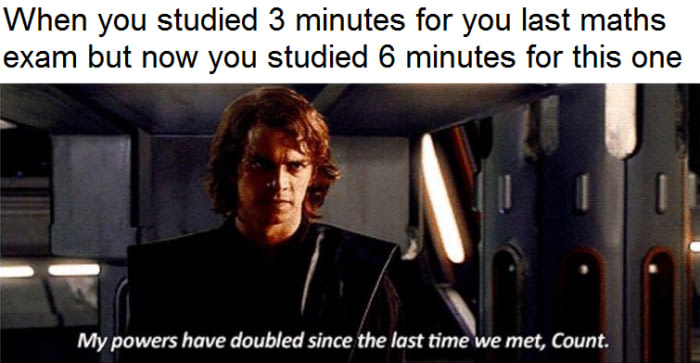 When you studied 3 minutes for you last maths
exam but now you studied 6 minutes for this one
My powers have doubled since the last time we met, Count.